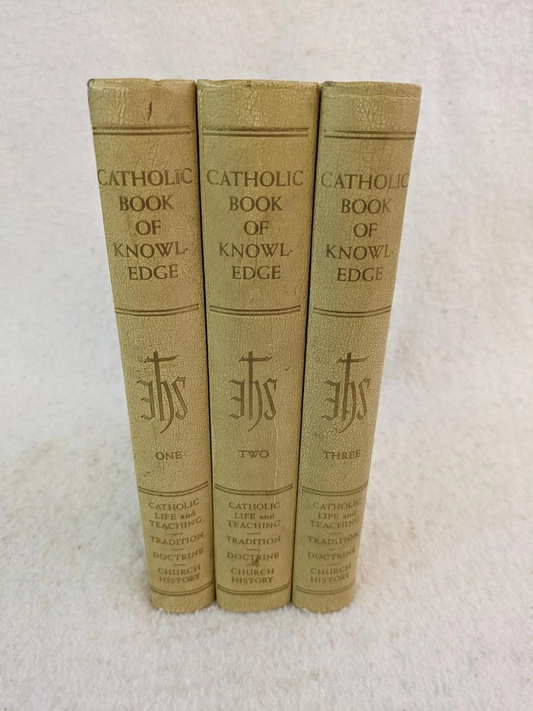 CATHOLIC
BOOK
OF
KNOWL-
EDGE
IHS
ONE
CATHOLIC
LIFE and
TEACHING
TRADITION
DOCTRINE
CHURCH
HISTORY
CATHOLIC
BOOK
OF
KNOWL-
EDGE
IHS
TWO
CATHOLIC
LIFE and
TEACHING
TRADITION
DOCTRINE
CHURCH
HISTORY
CATHOLIC
BOOK
OF
KNOWL-
EDGE
IHS
THREE
CATHOLIC
LIFE and
TEACHING
TRADITION
DOCTRINE
CHURCH
HISTORY